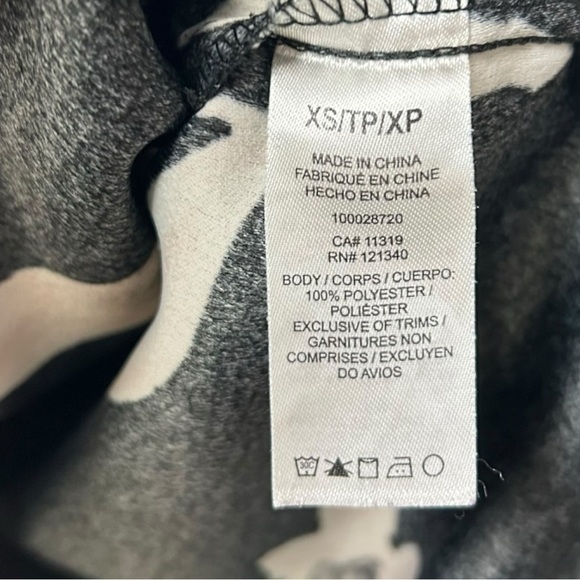 XS/TP/XP
MADE IN CHINA
FABRIQUÉ EN CHINE
HECHO EN CHINA
100028720
CA# 11319
RN# 121340
BODY / CORPS / CUERPO:
100% POLYESTER /
POLIÉSTER
EXCLUSIVE OF TRIMS /
GARNITURES NON
COMPRISES / EXCLUYEN
DO AVIOS
30C